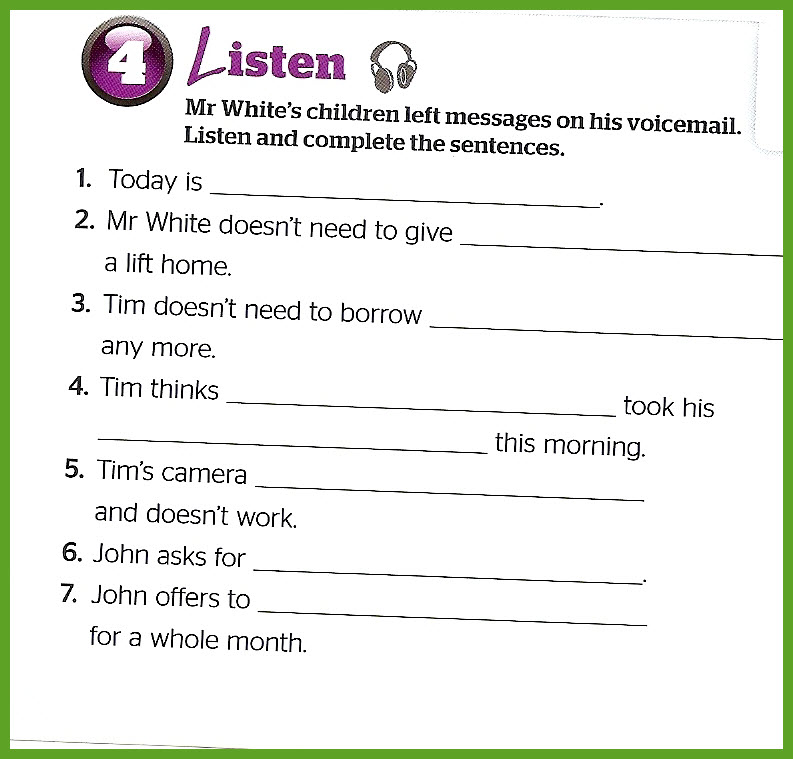 4 Listen
Mr White's children left messages on his voicemail.
Listen and complete the sentences.
1. Today is ______________________.
2. Mr White doesn't need to give ______________________
a lift home.
3. Tim doesn't need to borrow ______________________
any more.
4. Tim thinks ______________________ took his
______________________ this morning.
5. Tim's camera ______________________
and doesn't work.
6. John asks for ______________________.
7. John offers to ______________________
for a whole month.